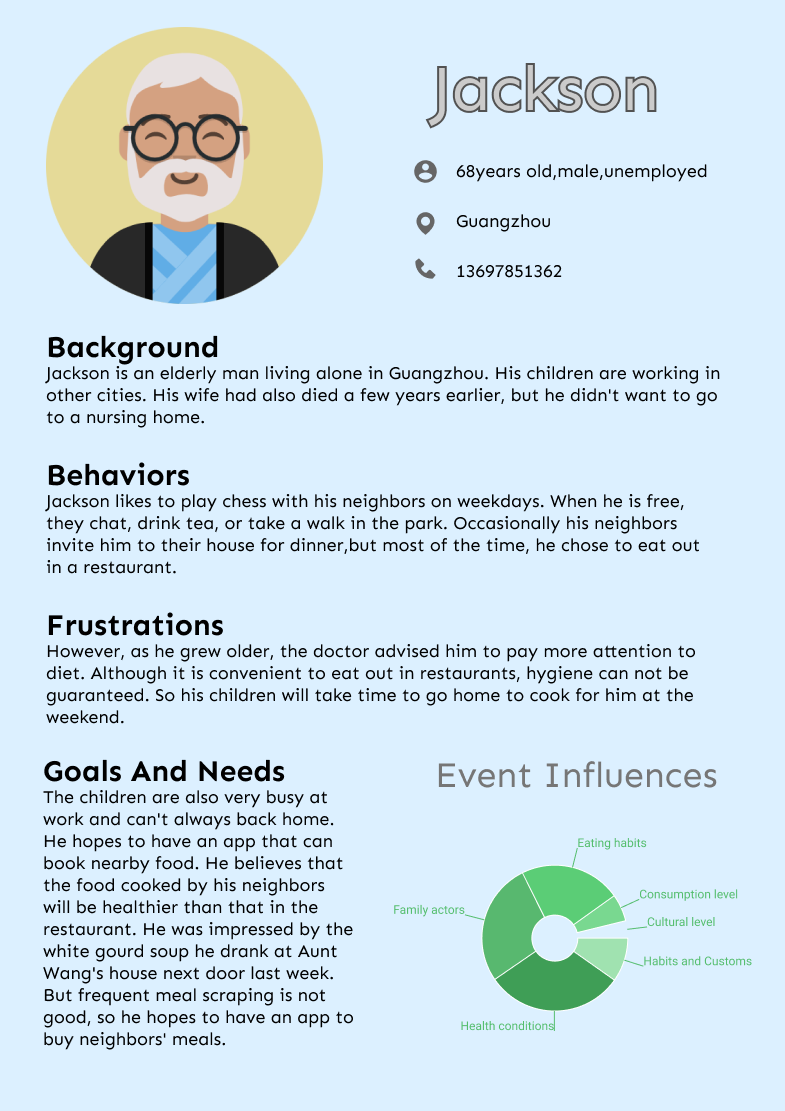 Jackson
68years old,male,unemployed
Guangzhou
13697851362
Background
Jackson is an elderly man living alone in Guangzhou. His children are working in
other cities. His wife had also died a few years earlier, but he didn't want to go
to a nursing home.
Behaviors
Jackson likes to play chess with his neighbors on weekdays. When he is free,
they chat, drink tea, or take a walk in the park. Occasionally his neighbors
invite him to their house for dinner,but most of the time, he chose to eat out
in a restaurant.
Frustrations
However, as he grew older, the doctor advised him to pay more attention to
diet. Although it is convenient to eat out in restaurants, hygiene can not be
guaranteed. So his children will take time to go home to cook for him at the
weekend.
Goals And Needs
The children are also very busy at
work and can't always back home.
He hopes to have an app that can
book nearby food. He believes that
the food cooked by his neighbors
will be healthier than that in the
restaurant. He was impressed by the
white gourd soup he drank at Aunt
Wang's house next door last week.
But frequent meal scraping is not
good, so he hopes to have an app to
buy neighbors' meals.
Event Influences
Eating habits
Consumption level
Family actors
Cultural level
Habits and Customs
Health conditions